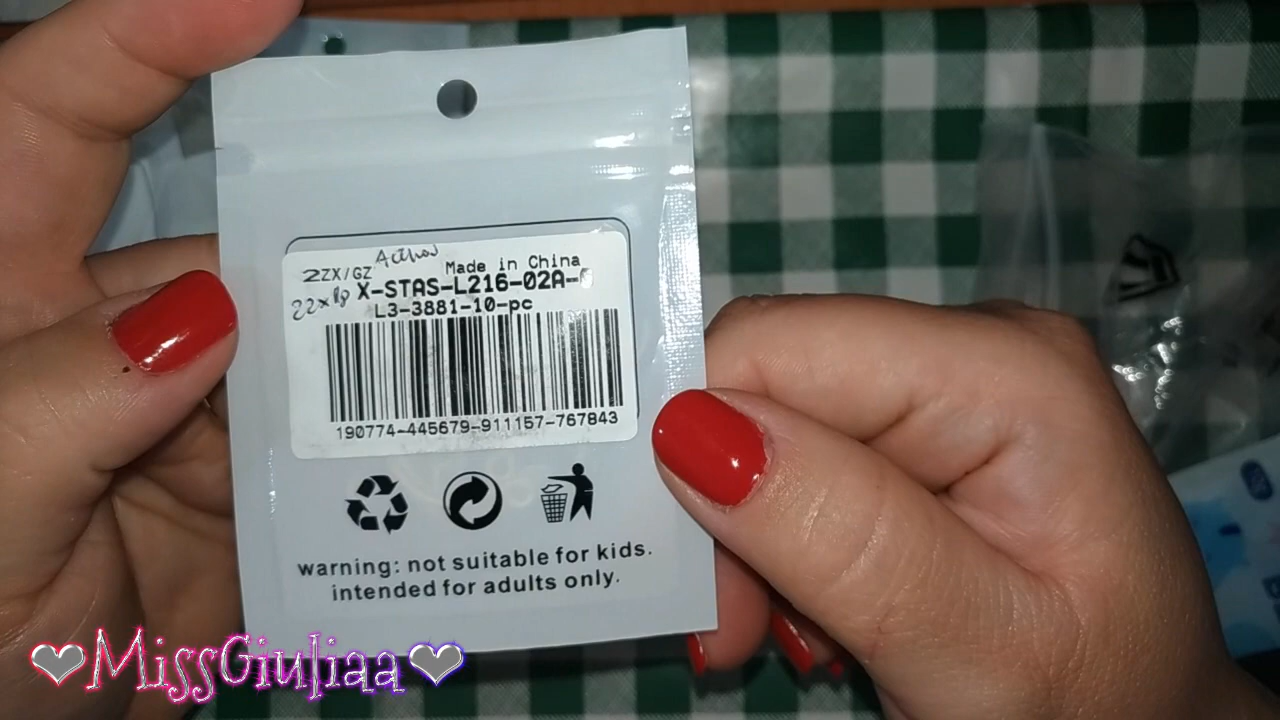 Made in China
2ZX/GZ
X-STAS-L216-02A-
L3-3881-10-pc
190774-445679-911157-767843
warning: not suitable for kids.
intended for adults only.
❤MissGiuliaa❤